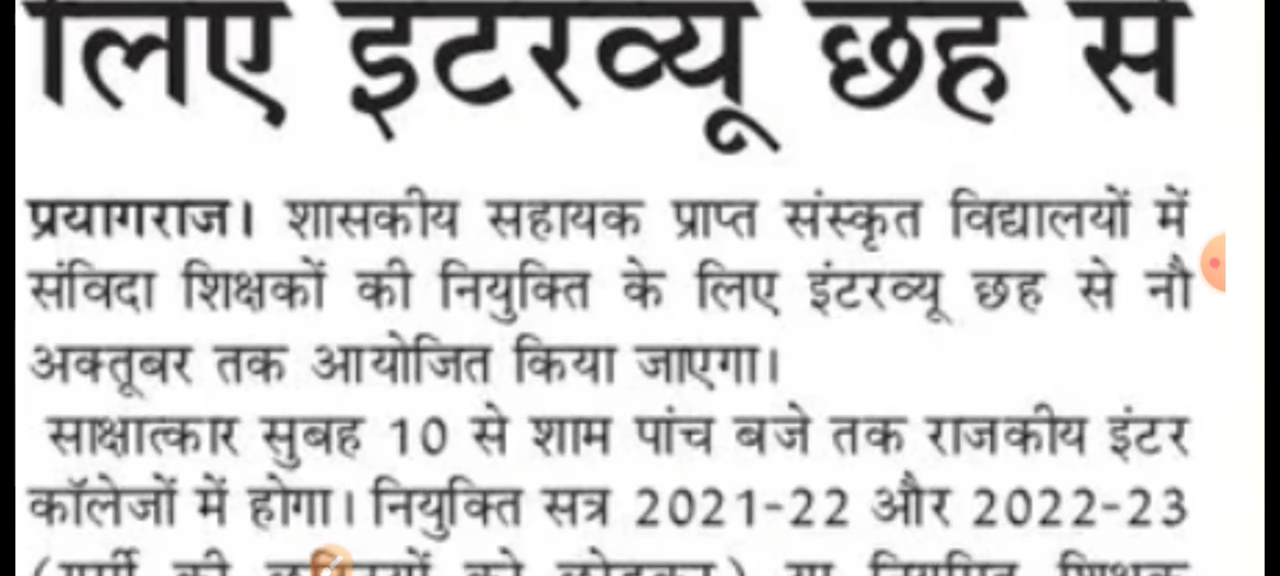 लिए इंटरव्यू छह से
प्रयागराज। शासकीय सहायक प्राप्त संस्कृत विद्यालयों में
संविदा शिक्षकों की नियुक्ति के लिए इंटरव्यू छह से नौ
अक्तूबर तक आयोजित किया जाएगा।
साक्षात्कार सुबह 10 से शाम पांच बजे तक राजकीय इंटर
कॉलेजों में होगा। नियुक्ति सत्र 2021-22 और 2022-23